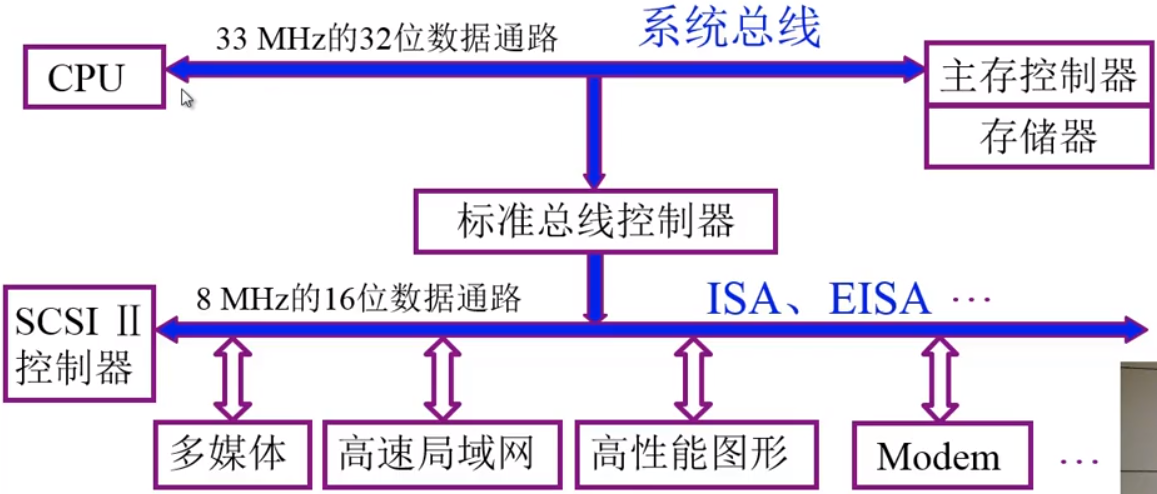 33 MHz的32位数据通路
系统总线
CPU
主存控制器
存储器
标准总线控制器
8 MHz的16位数据通路
ISA、EISA …
SCSI Ⅱ
控制器
多媒体
高速局域网
高性能图形
Modem
…